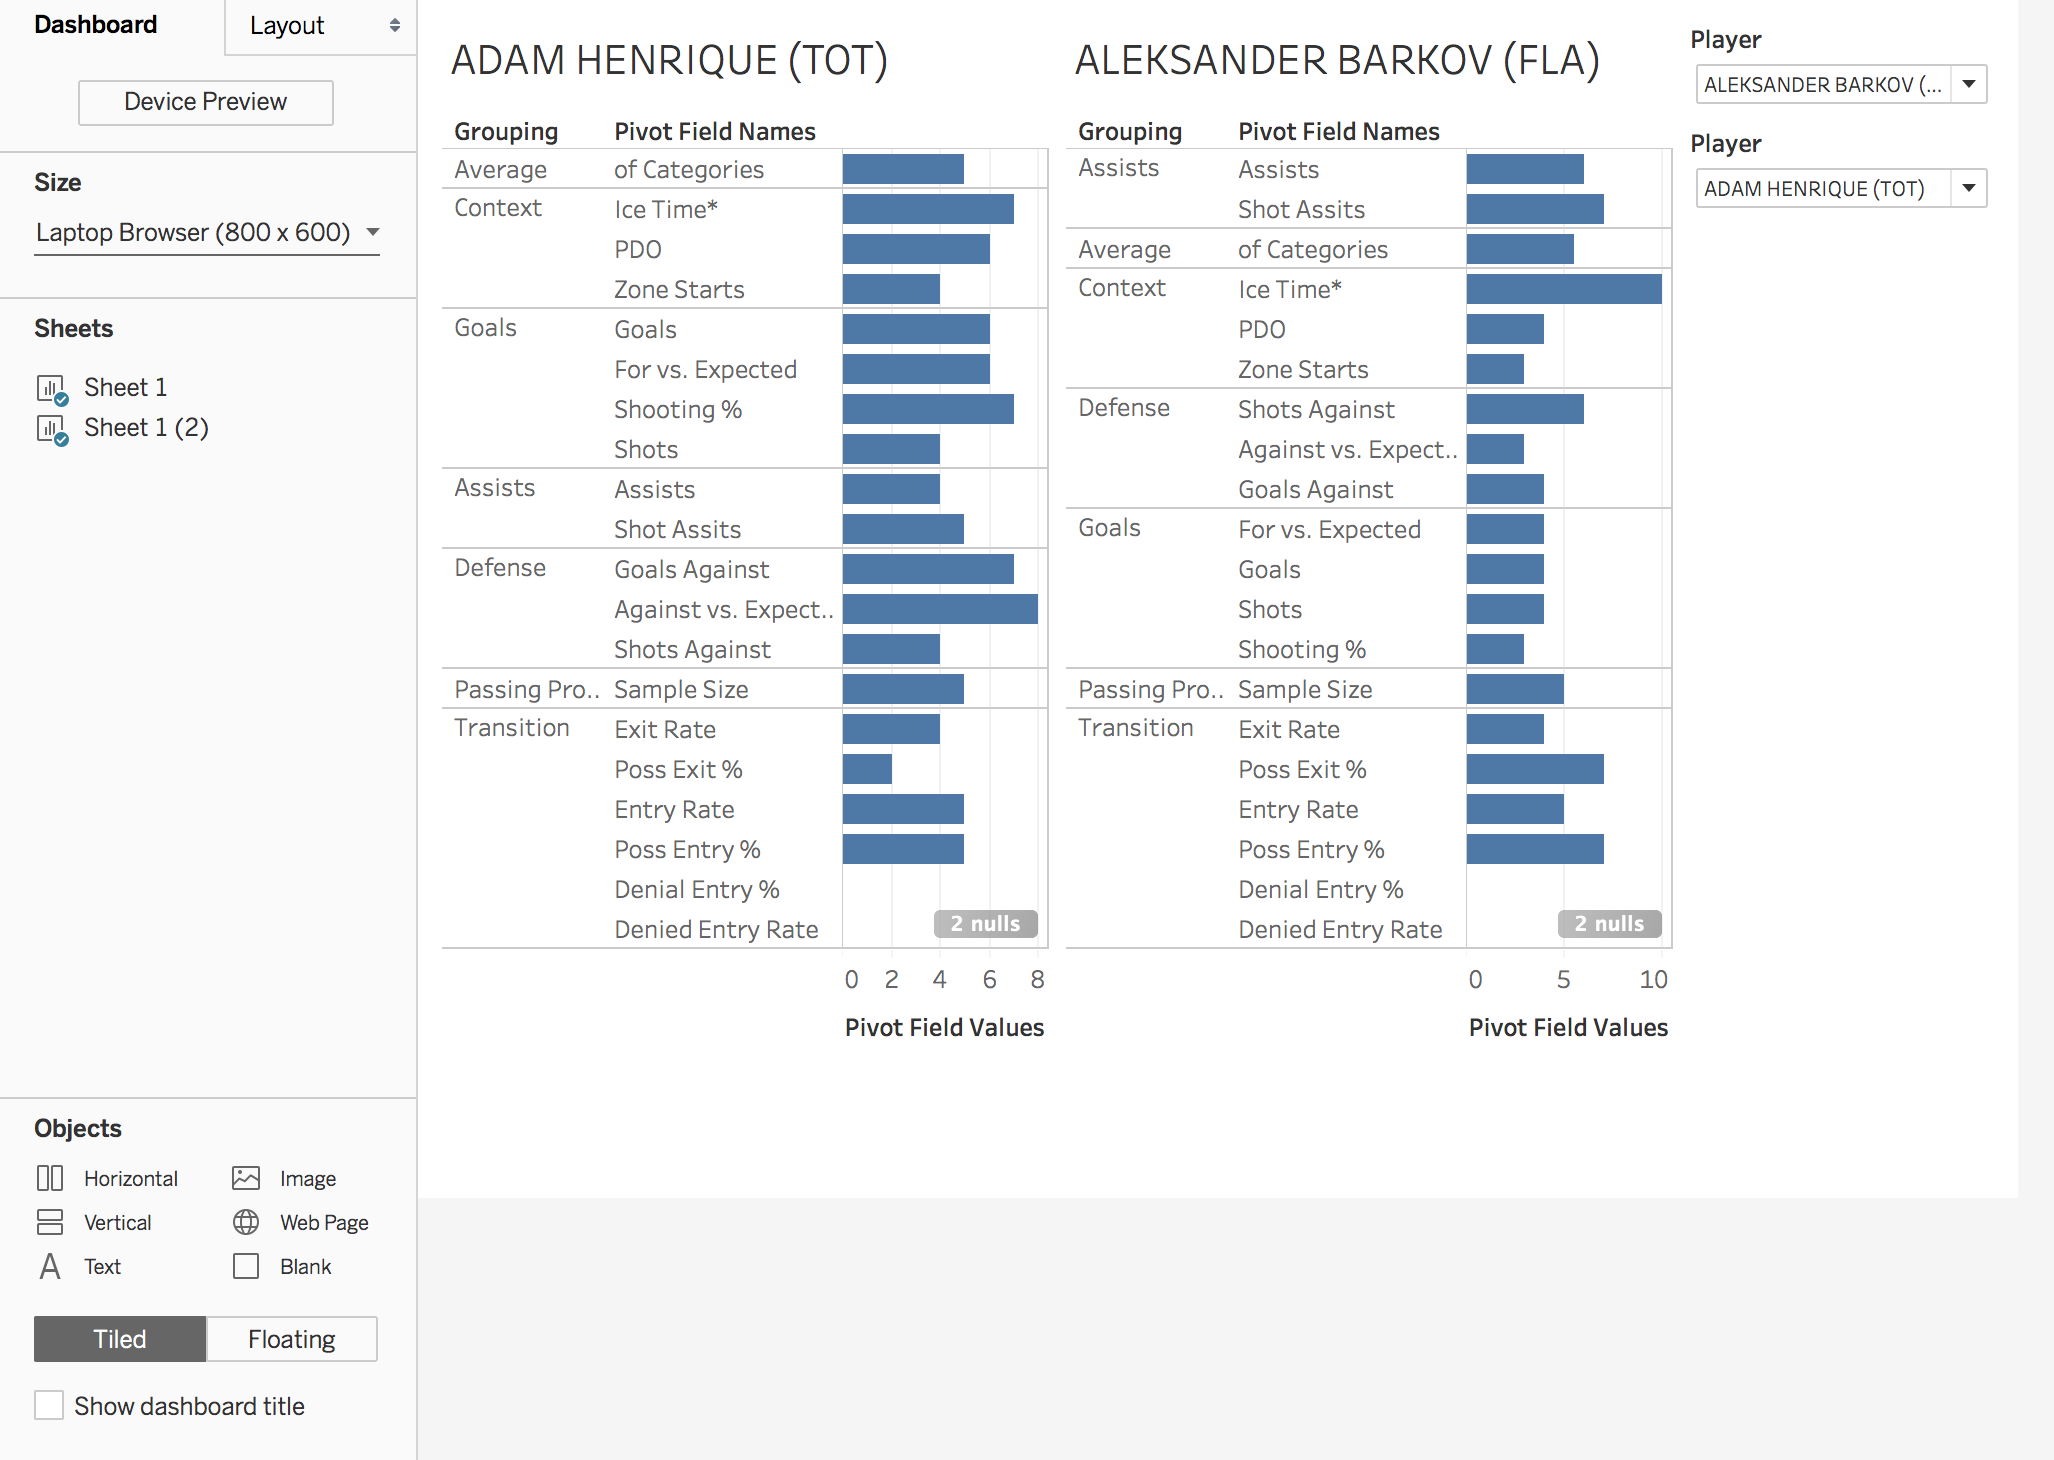 Dashboard
Layout
Device Preview
Size
Laptop Browser (800 x 600)
Sheets
Sheet 1
Sheet 1 (2)
Objects
Horizontal
Image
Vertical
Web Page
Text
Blank
Tiled
Floating
Show dashboard title
ADAM HENRIQUE (TOT)
Grouping Pivot Field Names
Average of Categories
Context Ice Time*
PDO
Zone Starts
Goals Goals
For vs. Expected
Shooting %
Shots
Assists Assists
Shot Assits
Defense Goals Against
Against vs. Expect..
Shots Against
Passing Pro.. Sample Size
Transition Exit Rate
Poss Exit %
Entry Rate
Poss Entry %
Denial Entry %
Denied Entry Rate
2 nulls
0 2 4 6 8
Pivot Field Values
ALEKSANDER BARKOV (FLA)
Grouping Pivot Field Names
Assists Assists
Shot Assits
Average of Categories
Context Ice Time*
PDO
Zone Starts
Defense Shots Against
Against vs. Expect..
Goals Against
Goals For vs. Expected
Goals
Shots
Shooting %
Passing Pro.. Sample Size
Transition Exit Rate
Poss Exit %
Entry Rate
Poss Entry %
Denial Entry %
Denied Entry Rate
2 nulls
0 5 10
Pivot Field Values
Player
ALEKSANDER BARKOV (...
Player
ADAM HENRIQUE (TOT)